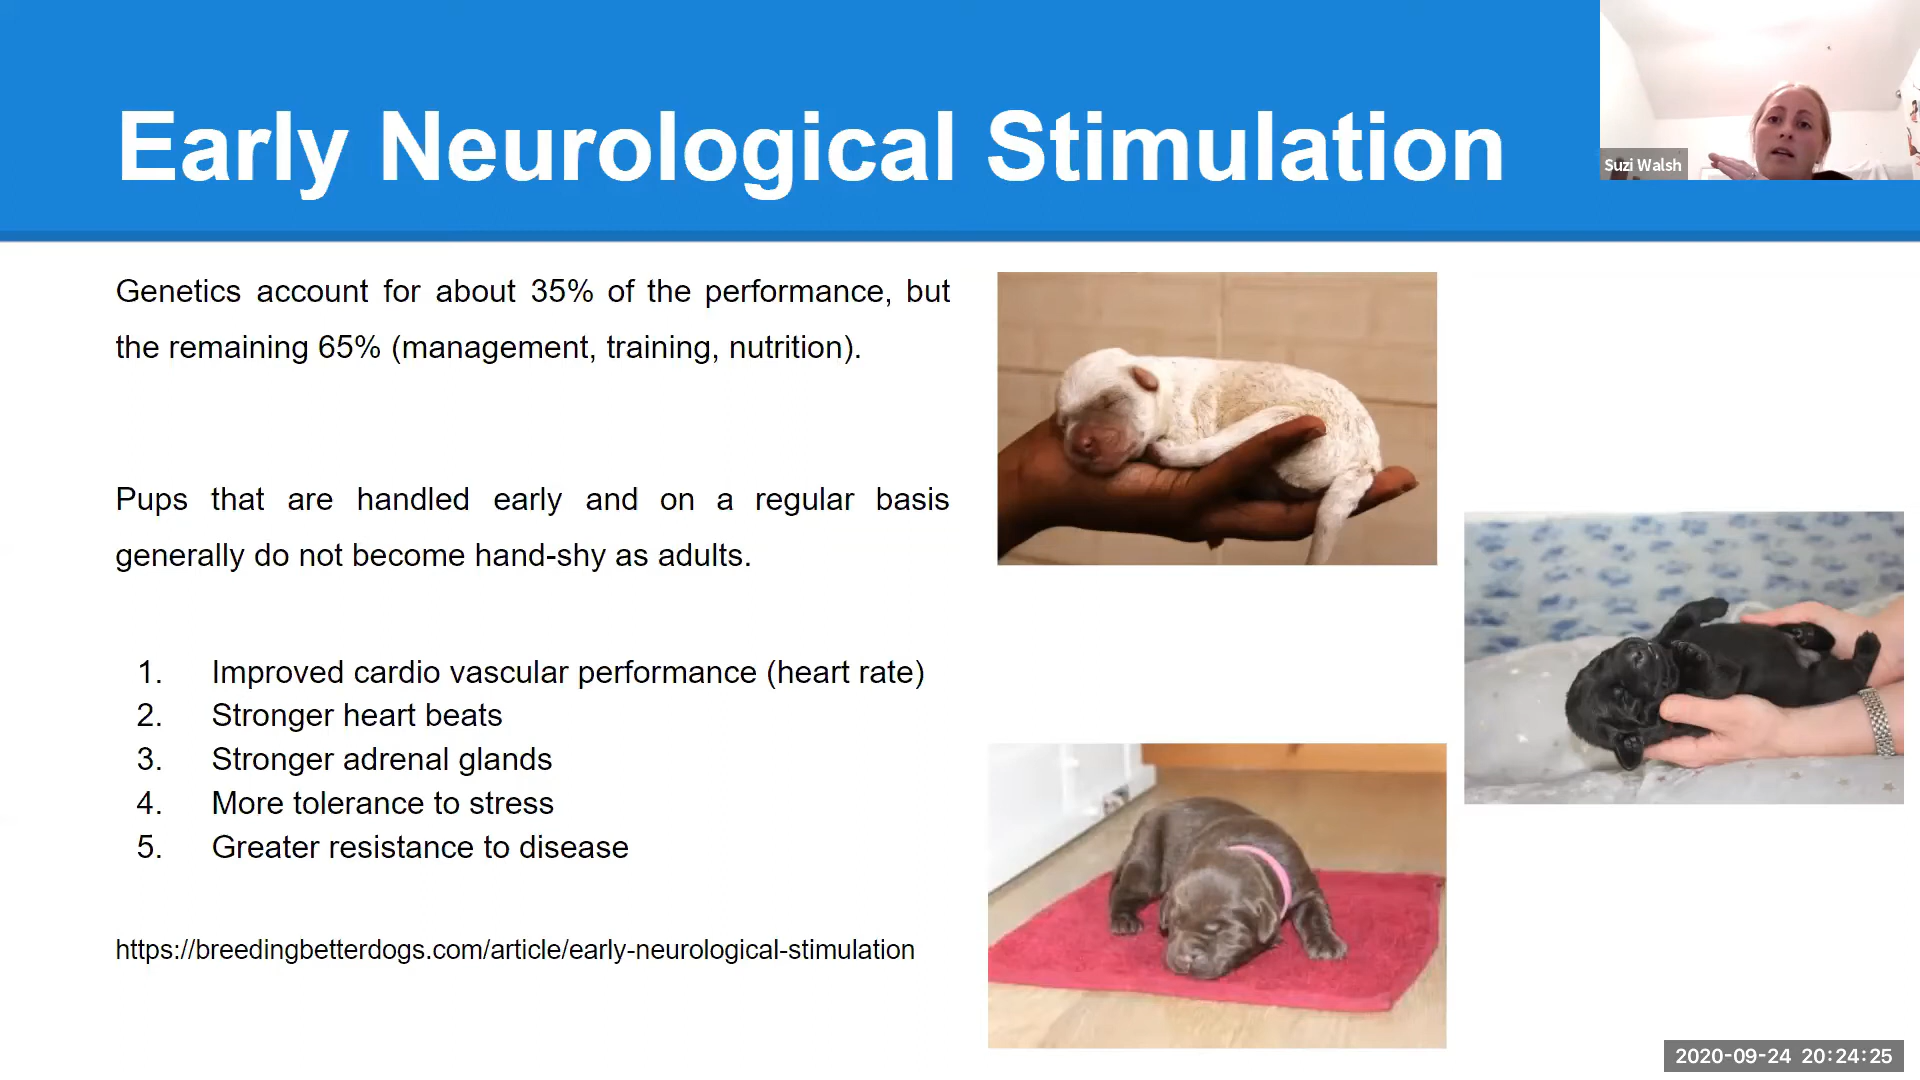 Early Neurological Stimulation
Suzi Walsh
Genetics account for about 35% of the performance, but
the remaining 65% (management, training, nutrition).
Pups that are handled early and on a regular basis
generally do not become hand-shy as adults.
1. Improved cardio vascular performance (heart rate)
2. Stronger heart beats
3. Stronger adrenal glands
4. More tolerance to stress
5. Greater resistance to disease
https://breedingbetterdogs.com/article/early-neurological-stimulation
2020-09-24 20:24:25